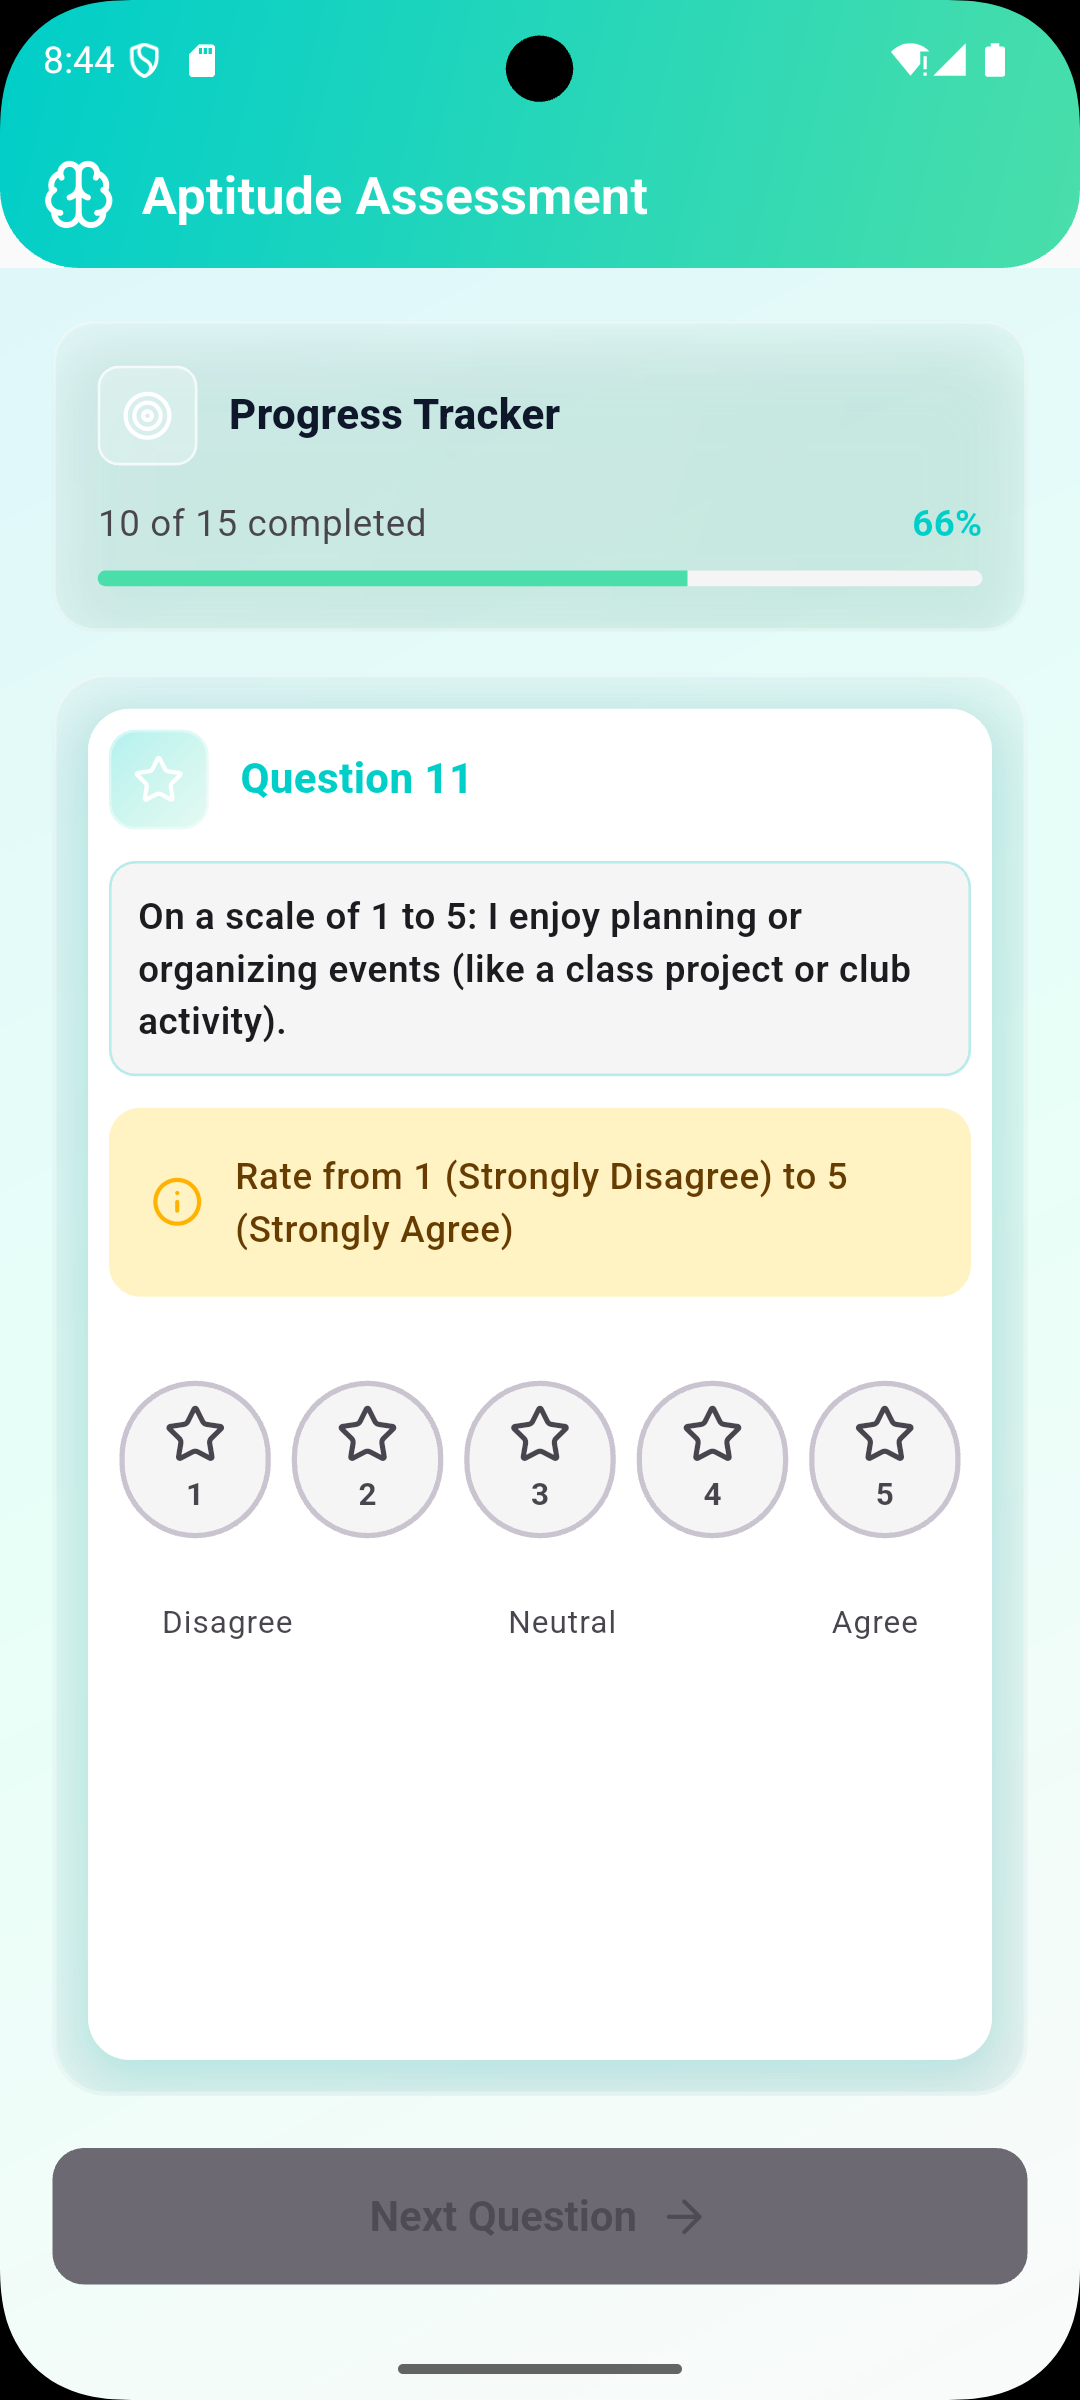 8:44
Aptitude Assessment
Progress Tracker
10 of 15 completed
66%
Question 11
On a scale of 1 to 5: I enjoy planning or
organizing events (like a class project or club
activity).
Rate from 1 (Strongly Disagree) to 5
(Strongly Agree)
1 2 3 4 5
Disagree Neutral Agree
Next Question